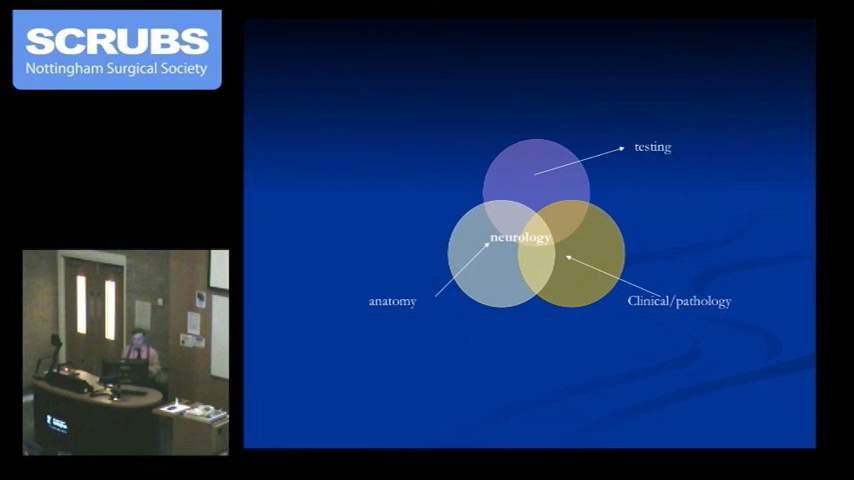 SCRUBS
Nottingham Surgical Society
testing
neurology
anatomy
Clinical/pathology